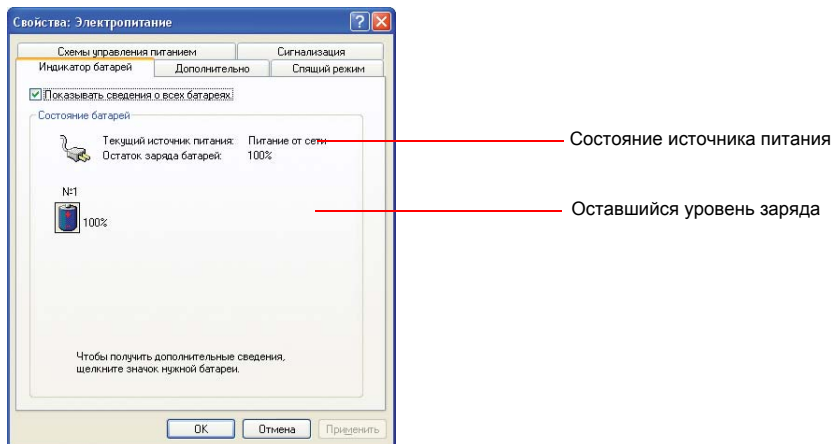 Свойства: Электропитание
Схемы управления питанием
Сигнализация
Индикатор батарей
Дополнительно
Спящий режим
Показывать сведения о всех батареях
Состояние батарей
Текущий источник питания: Питание от сети
Остаток заряда батарей: 100%
№1
100%
Чтобы получить дополнительные сведения,
щелкните значок нужной батареи.
OK
Отмена
Применить
Состояние источника питания
Оставшийся уровень заряда